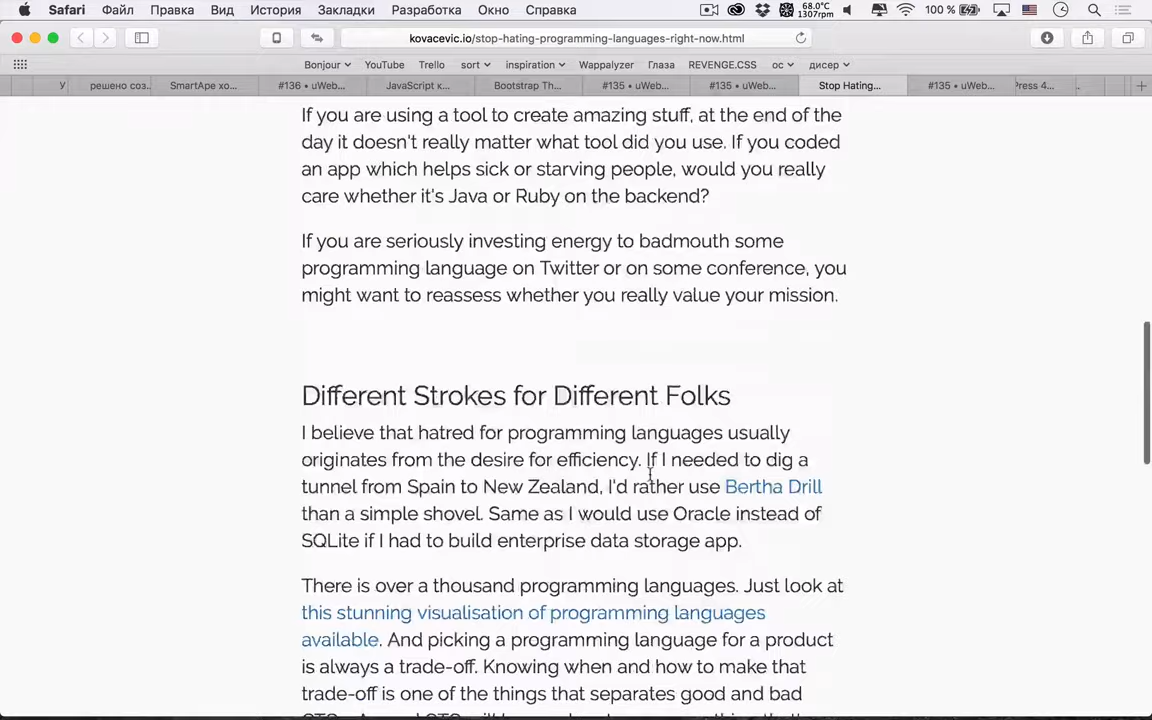 Safari Файл Правка Вид История Закладки Разработка Окно Справка 68.0°C 1307rpm 100 %
kovacevic.io/stop-hating-programming-languages-right-now.html
Bonjour YouTube Trello sort inspiration Wappalyzer Глаза REVENGE.CSS ос дисер
У решено соз... SmartApe хо... #136 • uWeb... JavaScript к... Bootstrap Th... #135 • uWeb... #135 • uWeb... Stop Hating... #135 • uWeb... Press 4...
If you are using a tool to create amazing stuff, at the end of the
day it doesn't really matter what tool did you use. If you coded
an app which helps sick or starving people, would you really
care whether it's Java or Ruby on the backend?
If you are seriously investing energy to badmouth some
programming language on Twitter or on some conference, you
might want to reassess whether you really value your mission.
Different Strokes for Different Folks
I believe that hatred for programming languages usually
originates from the desire for efficiency. If I needed to dig a
tunnel from Spain to New Zealand, I'd rather use Bertha Drill
than a simple shovel. Same as I would use Oracle instead of
SQLite if I had to build enterprise data storage app.
There is over a thousand programming languages. Just look at
this stunning visualisation of programming languages
available. And picking a programming language for a product
is always a trade-off. Knowing when and how to make that
trade-off is one of the things that separates good and bad